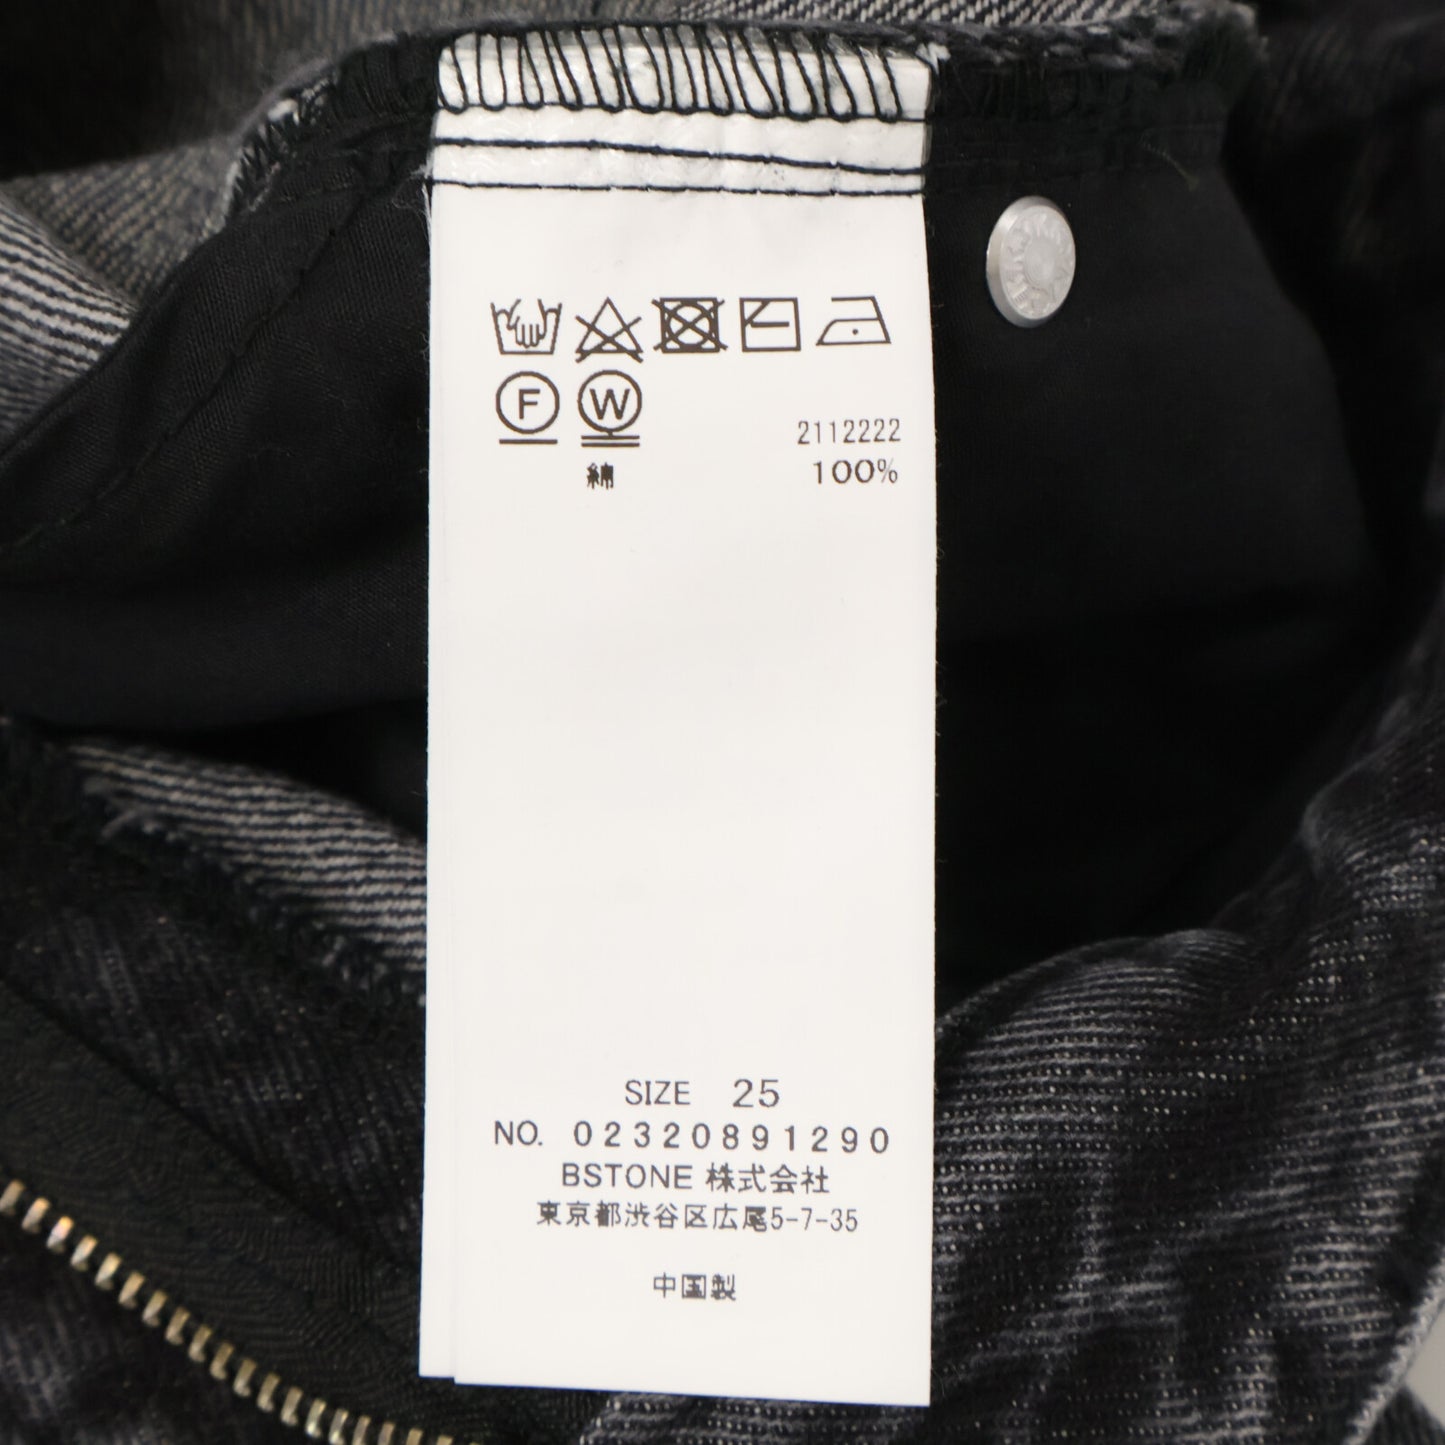 F W
2112222
綿 100%
SIZE 25
NO. 02320891290
BSTONE 株式会社
東京都渋谷区広尾5-7-35
中国製